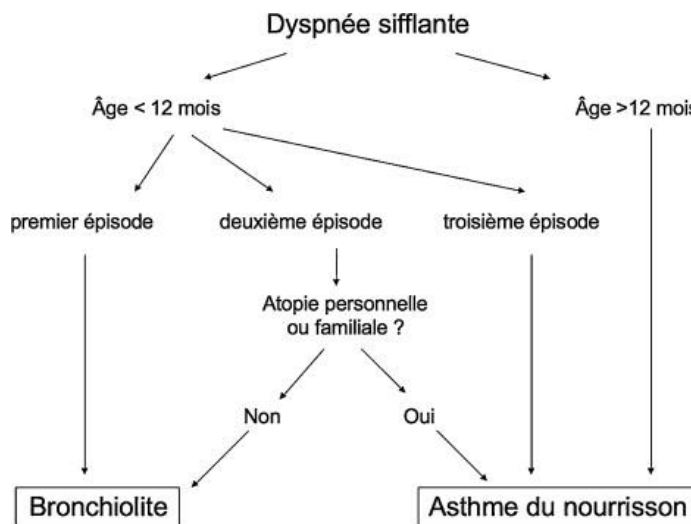 Dyspnée sifflante
Âge < 12 mois
Âge >12 mois
premier épisode
deuxième épisode
troisième épisode
Atopie personnelle
ou familiale ?
Non
Oui
Bronchiolite
Asthme du nourrisson